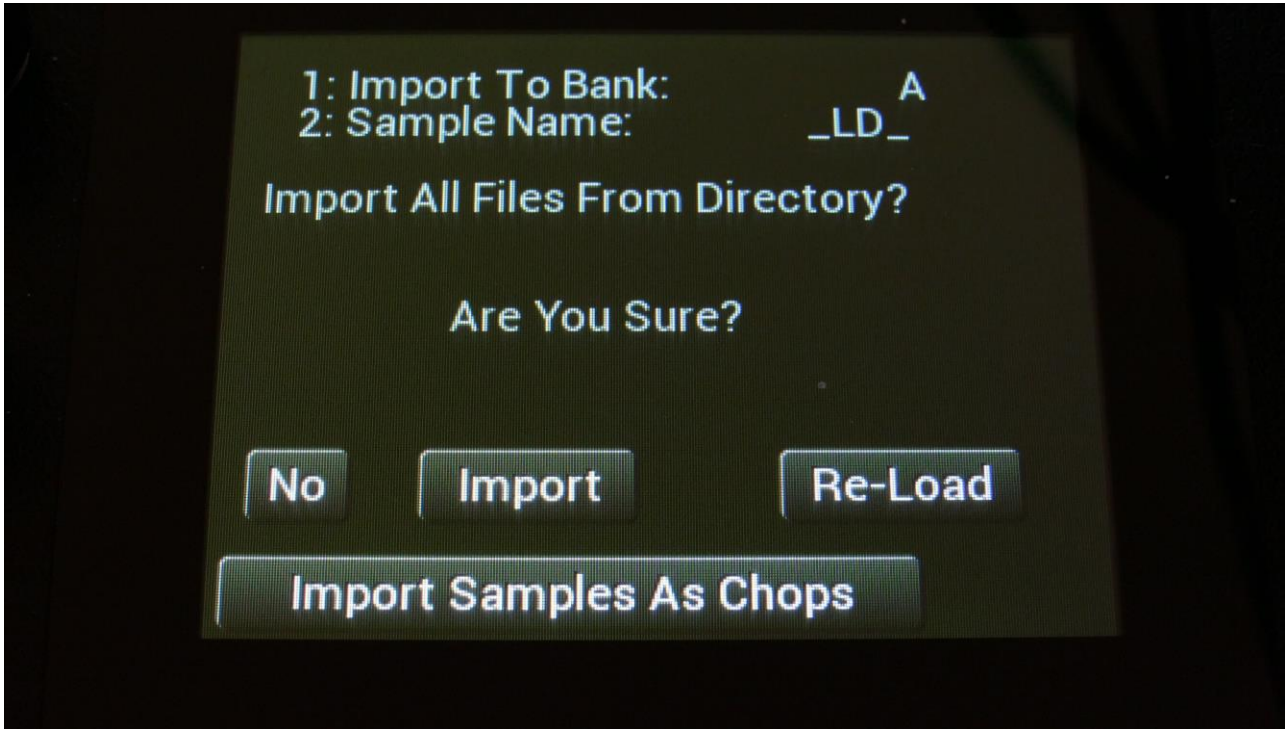 1: Import To Bank: A
2: Sample Name: _LD_
Import All Files From Directory?
Are You Sure?
No Import Re-Load
Import Samples As Chops